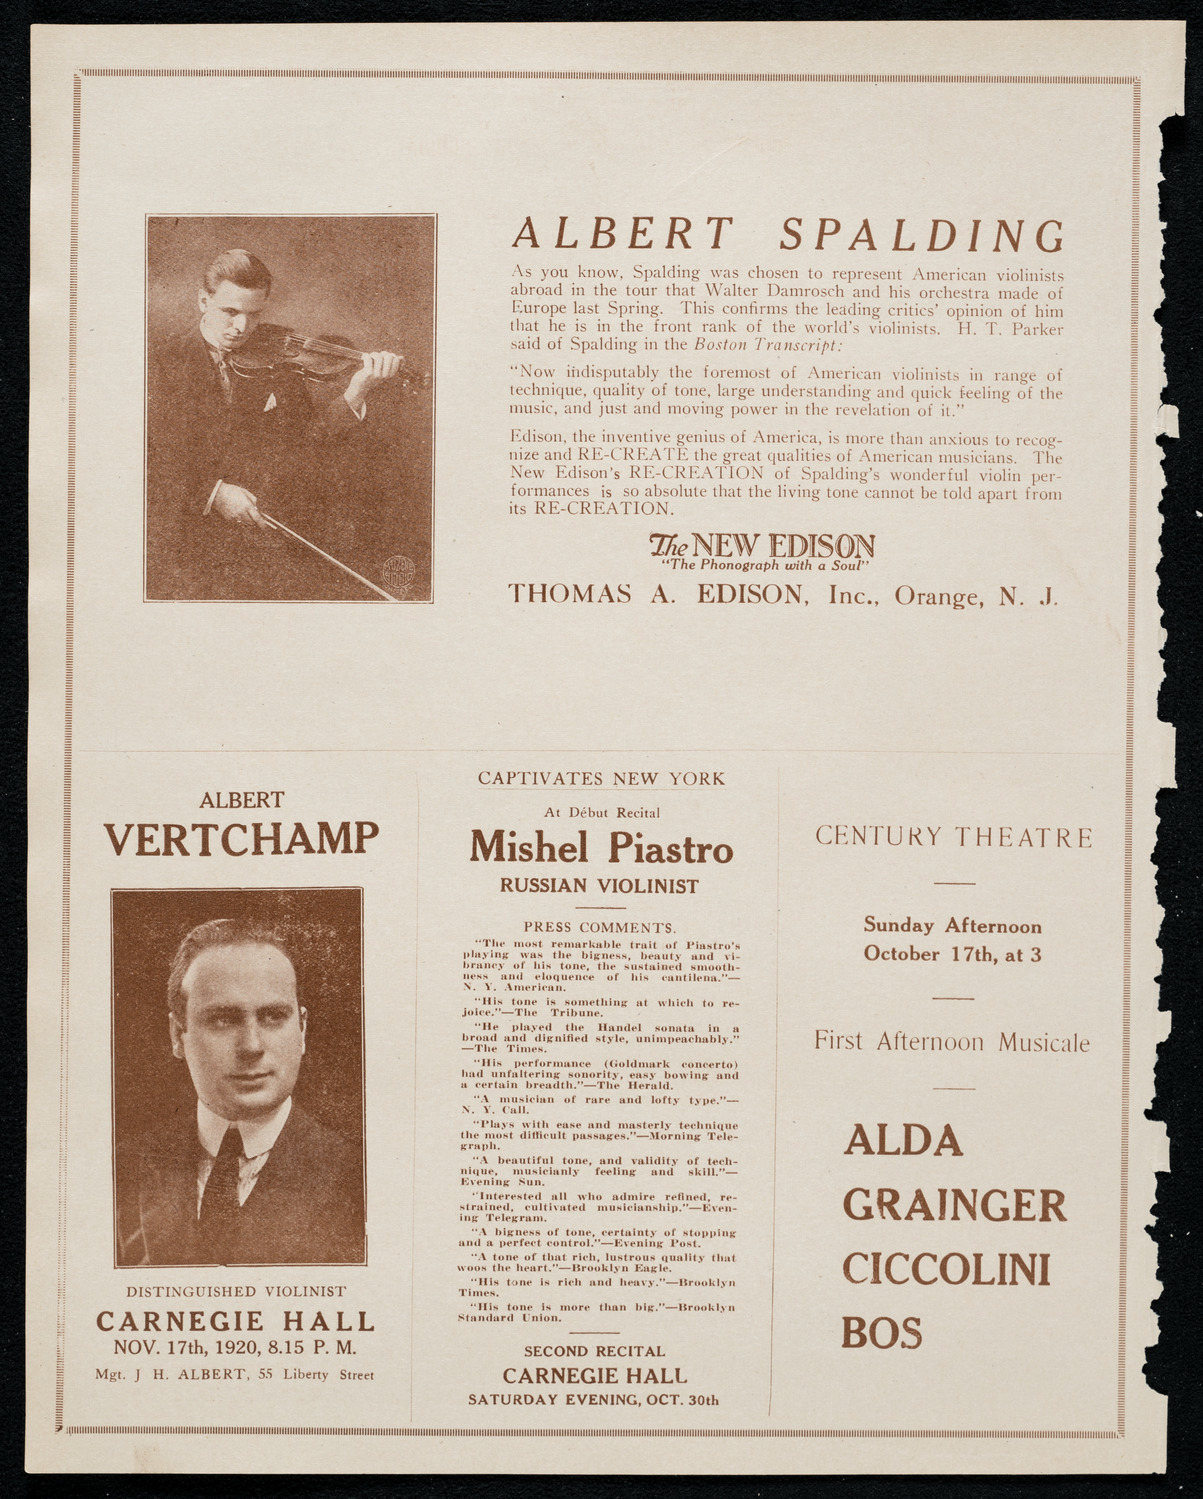 ALBERT SPALDING
As you know, Spalding was chosen to represent American violinists
abroad in the tour that Walter Damrosch and his orchestra made of
Europe last Spring. This confirms the leading critics' opinion of him
that he is in the front rank of the world's violinists. H. T. Parker
said of Spalding in the Boston Transcript:
"Now indisputably the foremost of American violinists in range of
technique, quality of tone, large understanding and quick feeling of the
music, and just and moving power in the revelation of it."
Edison, the inventive genius of America, is more than anxious to recog-
nize and RE-CREATE the great qualities of American musicians. The
New Edison's RE-CREATION of Spalding's wonderful violin per-
formances is so absolute that the living tone cannot be told apart from
its RE-CREATION.
The NEW EDISON
"The Phonograph with a Soul"
THOMAS A. EDISON, Inc., Orange, N. J.
ALBERT
VERTCHAMP
DISTINGUISHED VIOLINIST
CARNEGIE HALL
NOV. 17th, 1920, 8.15 P. M.
Mgt. J H. ALBERT, 55 Liberty Street
CAPTIVATES NEW YORK
At Début Recital
Mishel Piastro
RUSSIAN VIOLINIST
PRESS COMMENTS.
"The most remarkable trait of Piastro's
playing was the bigness, beauty and vi-
brancy of his tone, the sustained smooth-
ness and eloquence of his cantilena."—
N. Y. American.
"His tone is something at which to re-
joice."—The Tribune.
"He played the Handel sonata in a
broad and dignified style, unimpeachably."
—The Times.
"His performance (Goldmark concerto)
had unfaltering sonority, easy bowing and
a certain breadth."—The Herald.
"A musician of rare and lofty type."—
N. Y. Call.
"Plays with ease and masterly technique
the most difficult passages."—Morning Tele-
graph.
"A beautiful tone, and validity of tech-
nique, musicianly feeling and skill."—
Evening Sun.
"Interested all who admire refined, re-
strained, cultivated musicianship."—Even-
ing Telegram.
"A bigness of tone, certainty of stopping
and a perfect control."—Evening Post.
"A tone of that rich, lustrous quality that
woos the heart."—Brooklyn Eagle.
"His tone is rich and heavy."—Brooklyn
Times.
"His tone is more than big."—Brooklyn
Standard Union.
SECOND RECITAL
CARNEGIE HALL
SATURDAY EVENING, OCT. 30th
CENTURY THEATRE
Sunday Afternoon
October 17th, at 3
First Afternoon Musicale
ALDA
GRAINGER
CICCOLINI
BOS